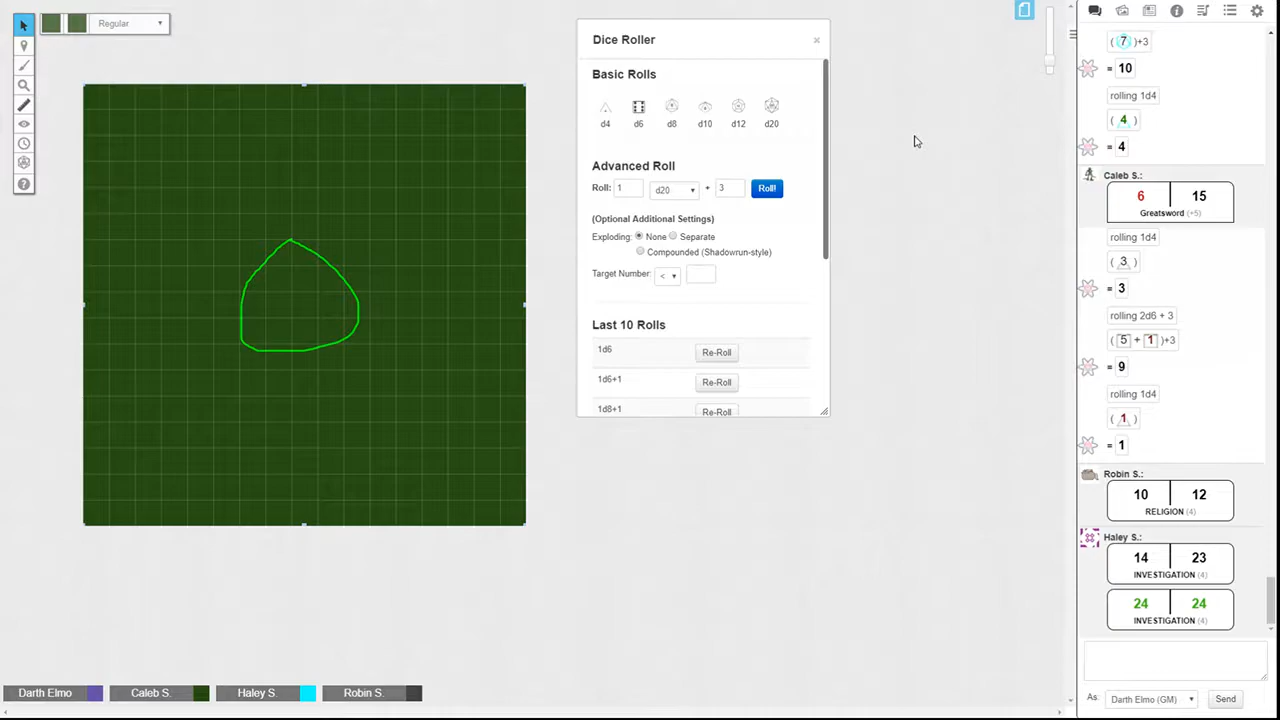 Regular
Dice Roller
×
Basic Rolls
d4 d6 d8 d10 d12 d20
Advanced Roll
Roll: 1 d20 + 3 Roll!
(Optional Additional Settings)
Exploding: None Separate
Compounded (Shadowrun-style)
Target Number: <
Last 10 Rolls
1d6 Re-Roll
1d6+1 Re-Roll
1d8+1 Re-Roll
(7)+3
= 10
rolling 1d4
(4)
= 4
Caleb S.:
6 15
Greatsword (+5)
rolling 1d4
(3)
= 3
rolling 2d6 + 3
(5 + 1)+3
= 9
rolling 1d4
(1)
= 1
Robin S.:
10 12
RELIGION (4)
Haley S.:
14 23
INVESTIGATION (4)
24 24
INVESTIGATION (4)
As: Darth Elmo (GM) Send
Darth Elmo Caleb S. Haley S. Robin S.